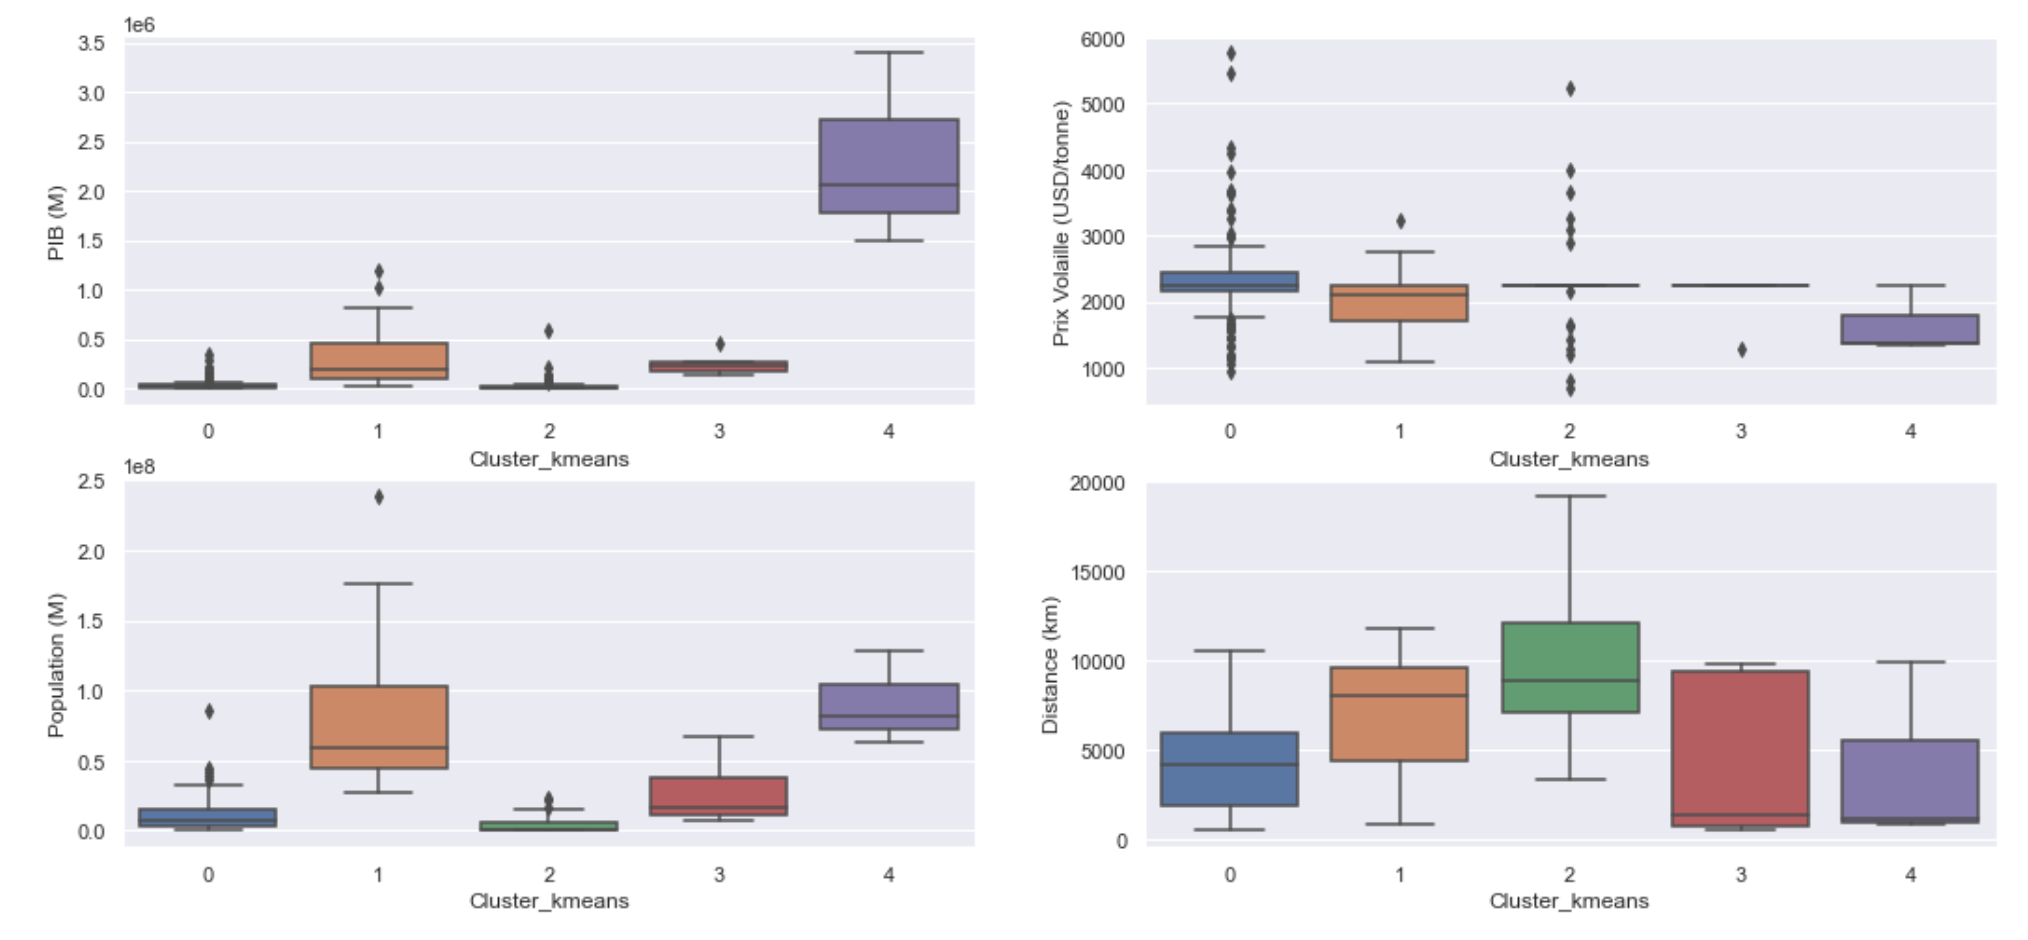 1e6
PIB (M)
3.5
3.0
2.5
2.0
1.5
1.0
0.5
0.0
0 1 2 3 4
Cluster_kmeans
Prix Volaille (USD/tonne)
6000
5000
4000
3000
2000
1000
0 1 2 3 4
Cluster_kmeans
1e8
Population (M)
2.5
2.0
1.5
1.0
0.5
0.0
0 1 2 3 4
Cluster_kmeans
Distance (km)
20000
15000
10000
5000
0
0 1 2 3 4
Cluster_kmeans